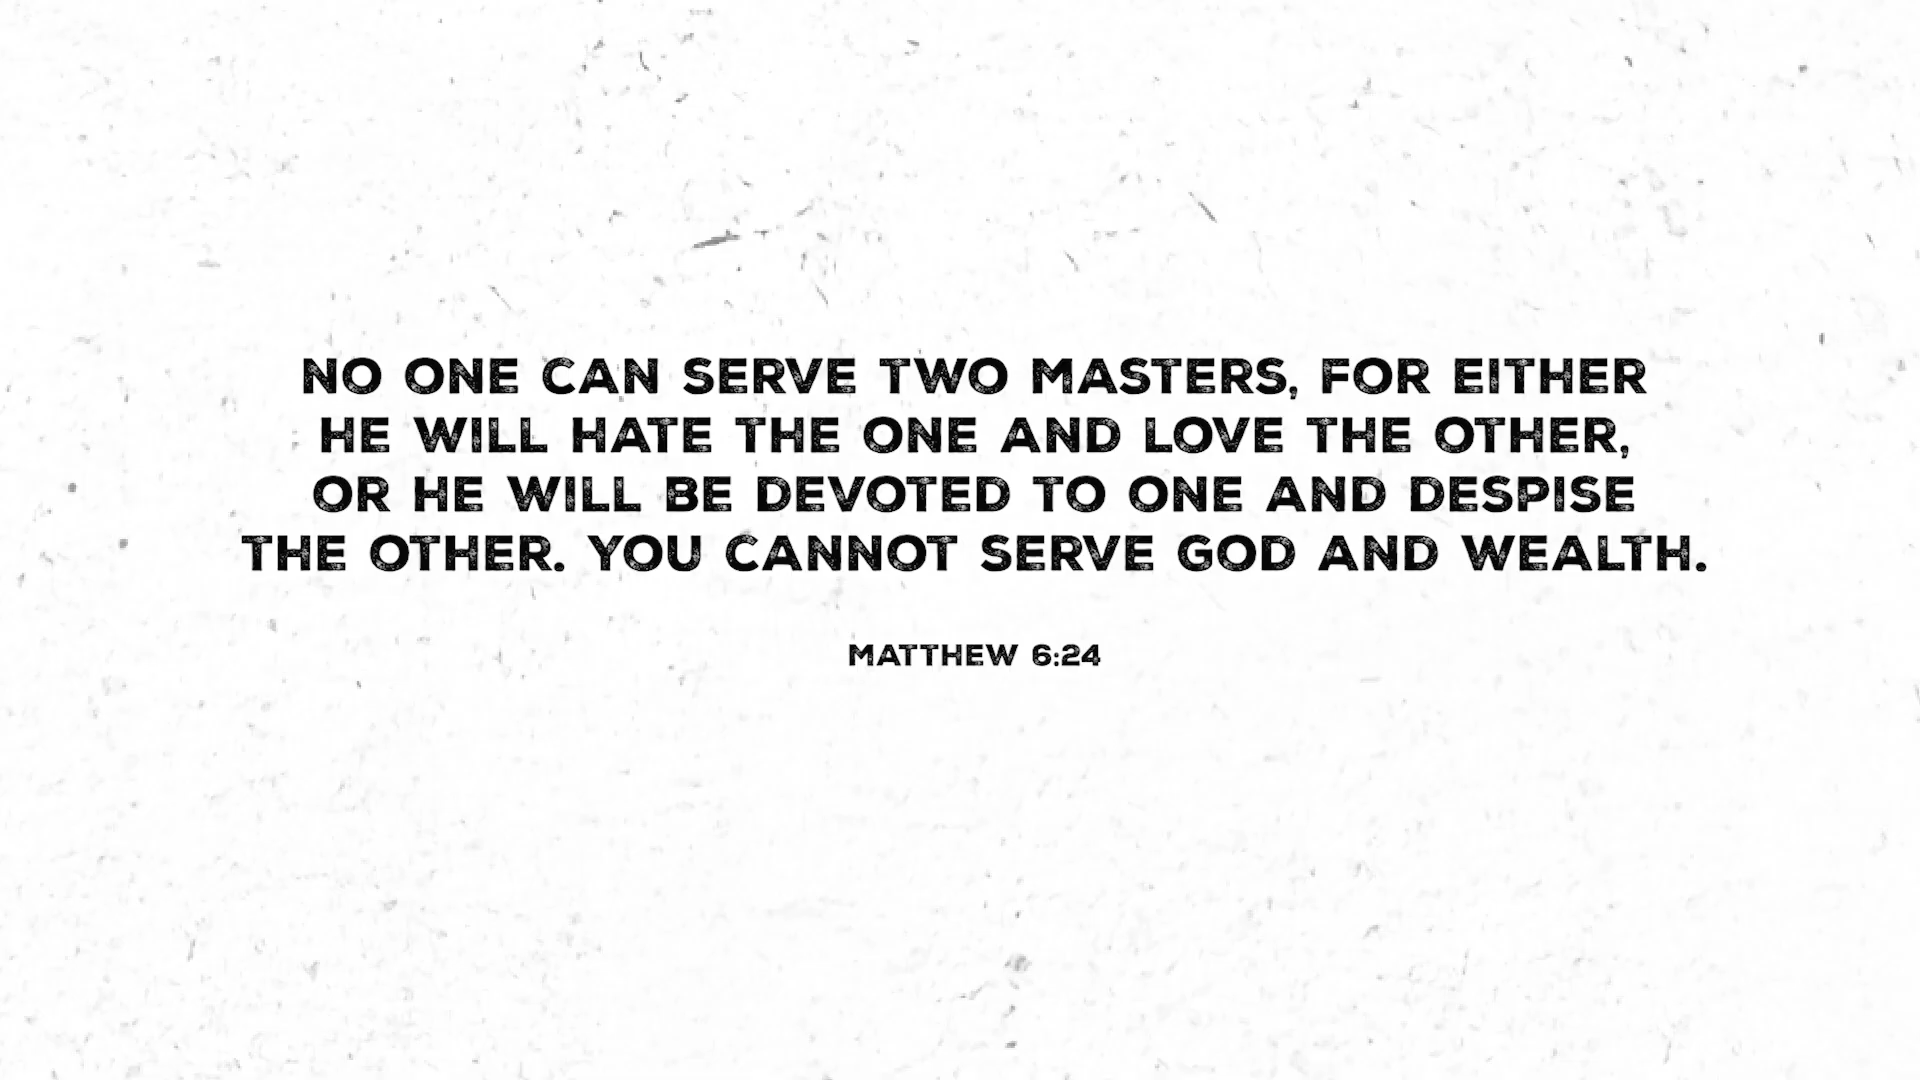 NO ONE CAN SERVE TWO MASTERS, FOR EITHER
HE WILL HATE THE ONE AND LOVE THE OTHER,
OR HE WILL BE DEVOTED TO ONE AND DESPISE
THE OTHER. YOU CANNOT SERVE GOD AND WEALTH.
MATTHEW 6:24